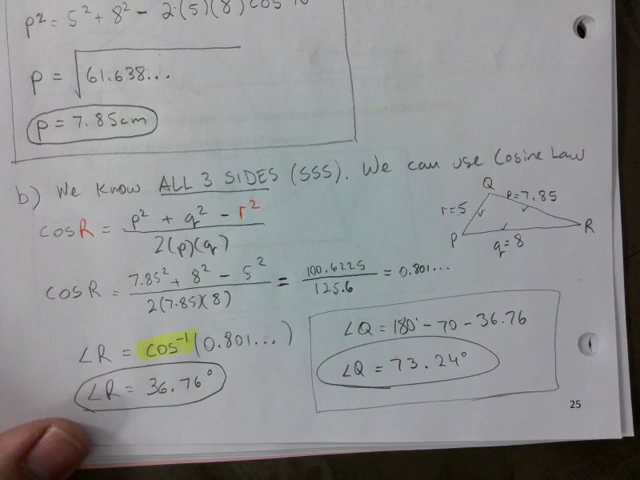 p² = 5² + 8² - 2(5)(8)cos
p = √61.638...
p = 7.85cm
b) We know ALL 3 SIDES (SSS). We can use Cosine Law
cosR = p² + q² - r² / 2(p)(q)
Q
r=5
p=7.85
P
q=8
R
cosR = 7.85² + 8² - 5² / 2(7.85)(8) = 100.6225 / 125.6 = 0.801...
∠R = cos⁻¹(0.801...)
∠R = 36.76°
∠Q = 180° - 70 - 36.76
∠Q = 73.24°
25